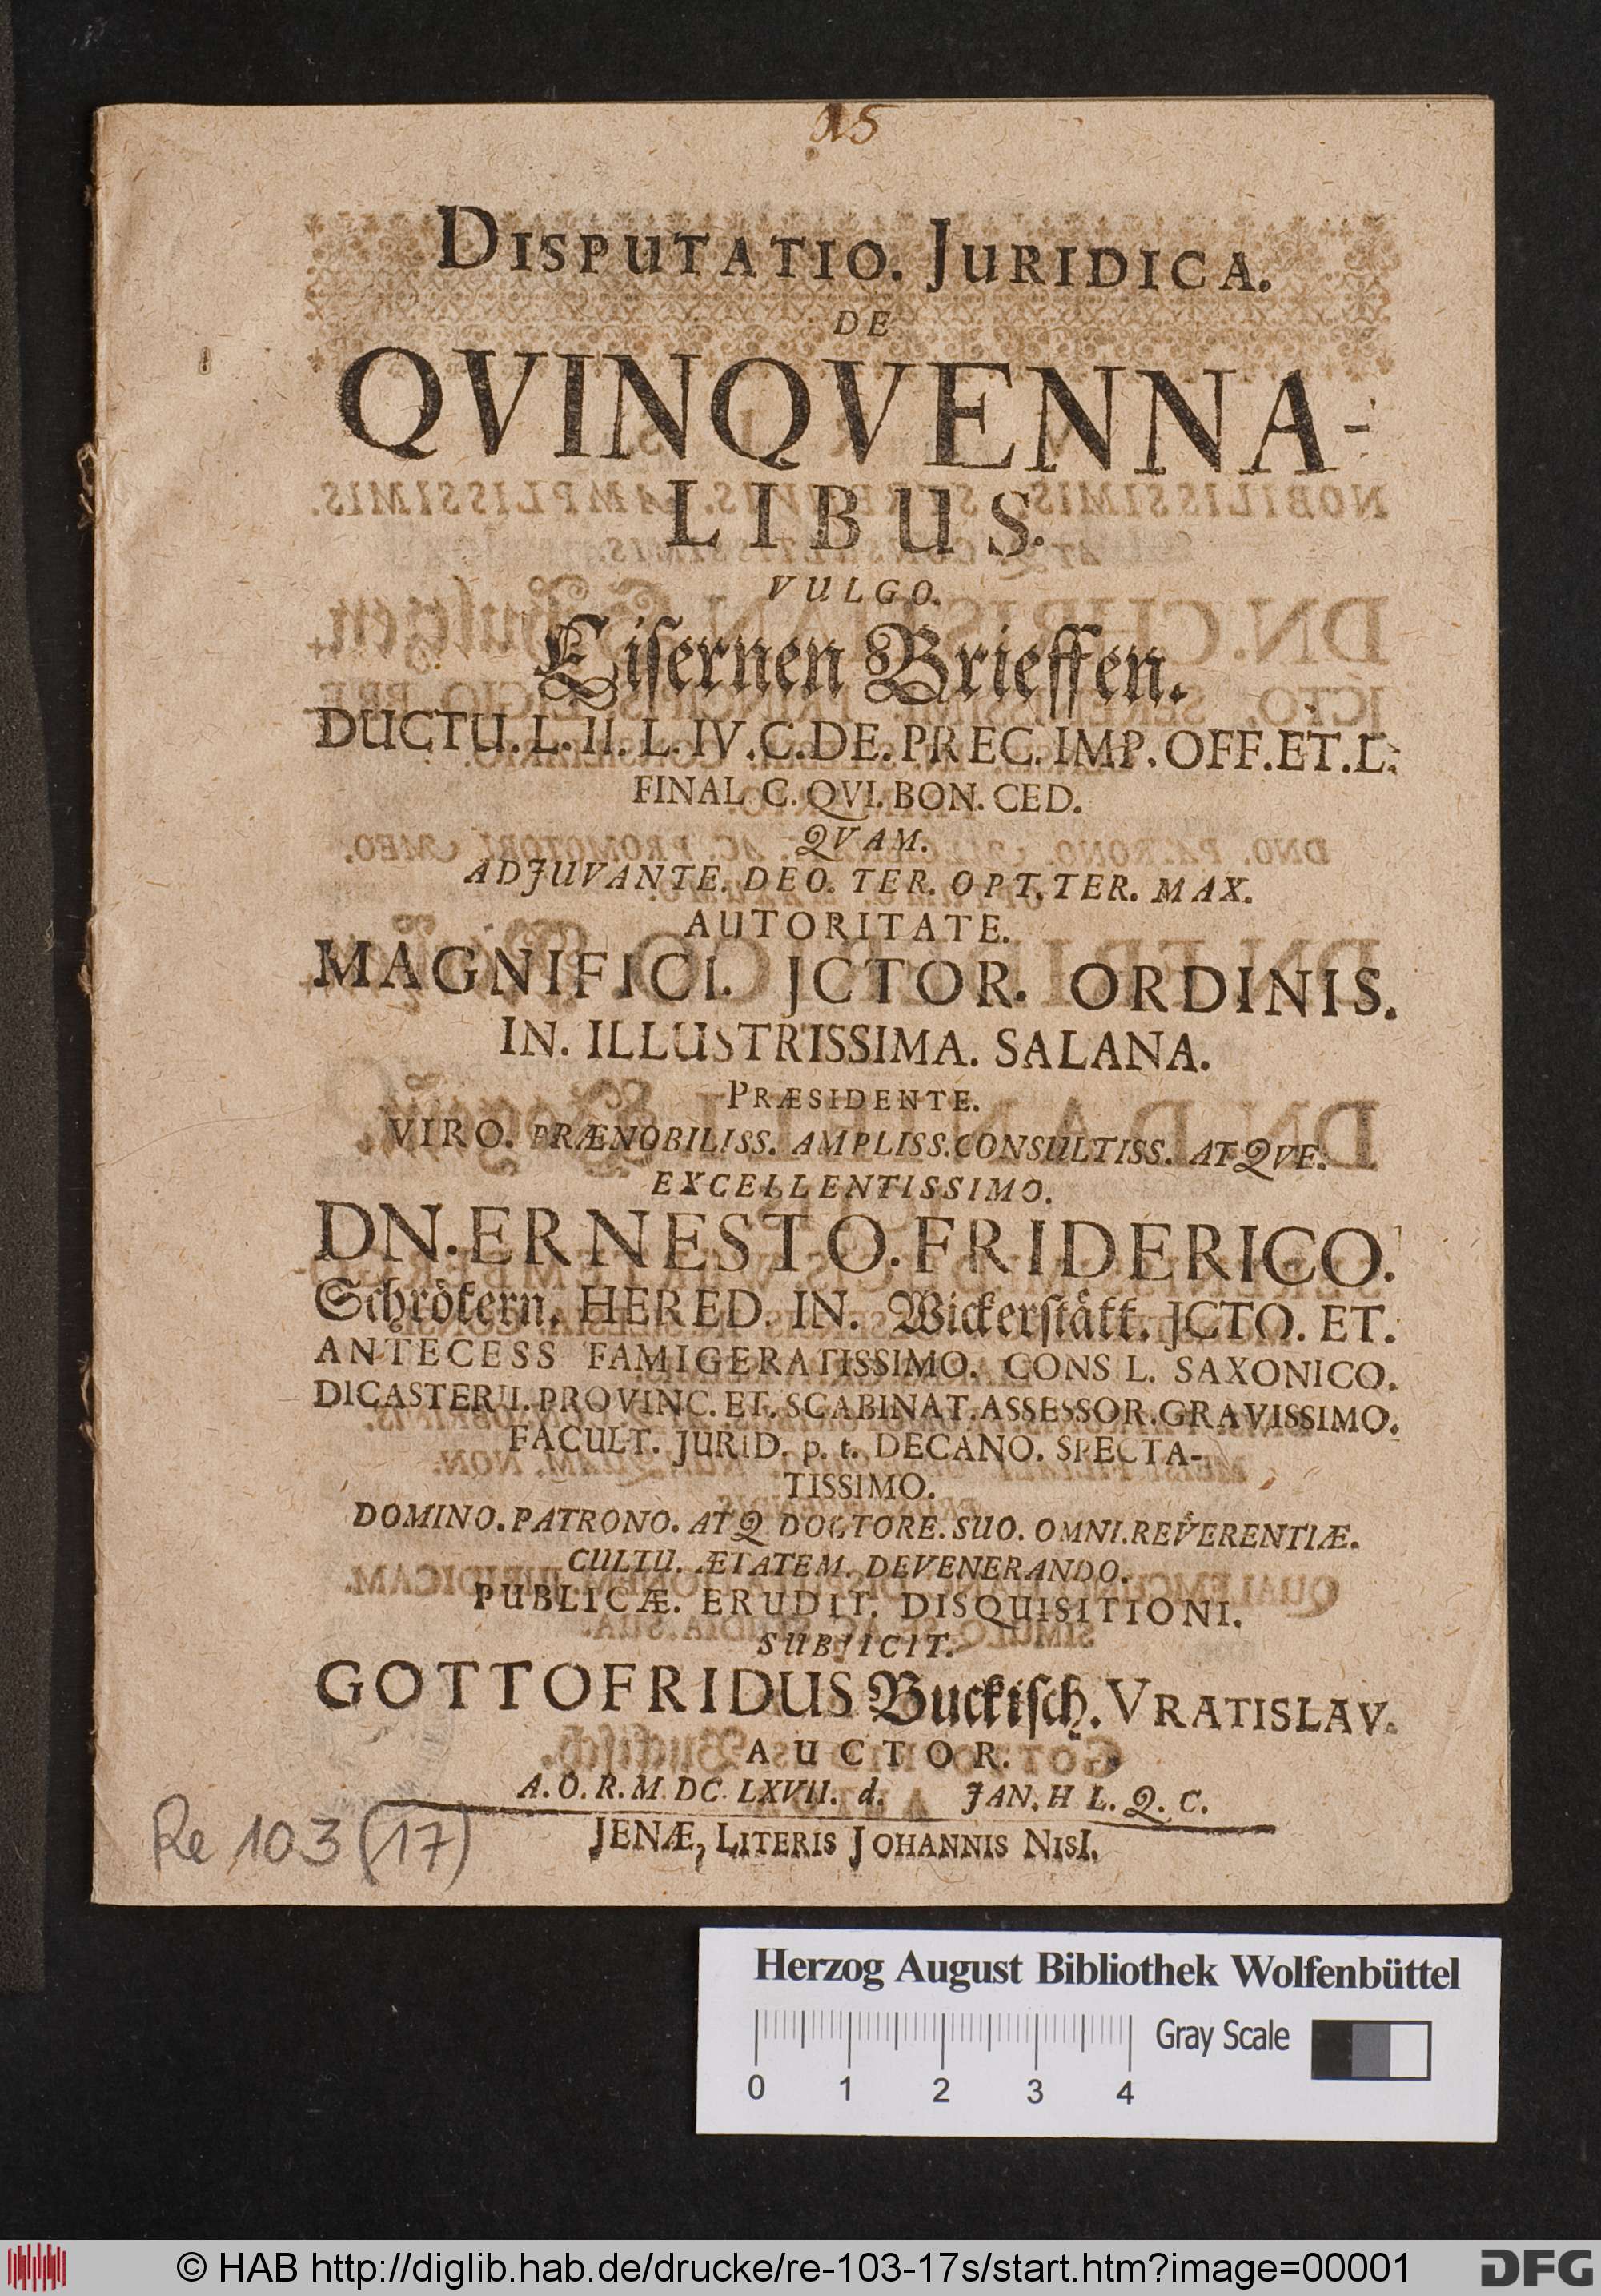 15
DISPUTATIO. JURIDICA.
DE
QVINQVENNA-
LIBUS.
VULGO.
Eisernen Brieffen.
DUCTU. L. II. L. IV. C. DE. PREC. IMP. OFF. ET. L.
FINAL C. QVI. BON. CED.
QVAM.
ADJUVANTE. DEO. TER. OPT. TER. MAX.
AUTORITATE.
MAGNIFICI. JCTOR. ORDINIS.
IN. ILLUSTRISSIMA. SALANA.
PRÆSIDENTE.
VIRO. PRÆNOBILISS. AMPLISS. CONSULTISS. ATQVE.
EXCELLENTISSIMO.
DN. ERNESTO. FRIDERICO.
Schrötern. HERED. IN. Wickerstätt. JCTO. ET.
ANTECESS FAMIGERATISSIMO. CONS L. SAXONICO.
DICASTERII. PROVINC. ET. SCABINAT. ASSESSOR. GRAVISSIMO.
FACULT. JURID. p. t. DECANO. SPECTA-
TISSIMO.
DOMINO. PATRONO. ATQ DOCTORE. SUO. OMNI. REVERENTIÆ.
CULTU. ÆTATEM. DEVENERANDO.
PUBLICÆ. ERUDIT. DISQUISITIONI.
SUBJICIT.
GOTTOFRIDUS Buckisch. VRATISLAV.
AUCTOR.
A. O. R. M DC LXVII. d. JAN. H L. Q. C.
JENÆ, LITERIS JOHANNIS NISI.
Re 103 (17)
Herzog August Bibliothek Wolfenbüttel
Gray Scale
0 1 2 3 4
© HAB http://diglib.hab.de/drucke/re-103-17s/start.htm?image=00001
DFG